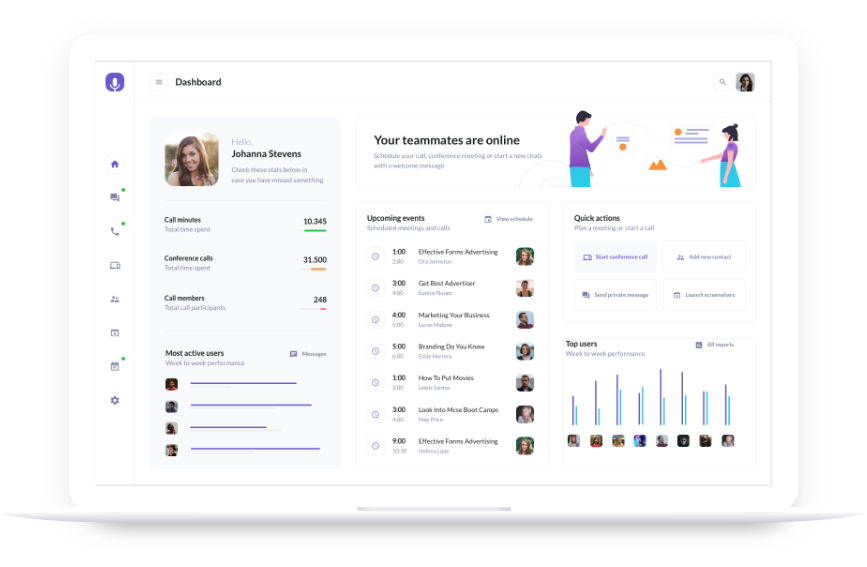 Dashboard
Hello,
Johanna Stevens
Check these stats below in
case you have missed something
Call minutes
Total time spent
10.345
Conference calls
Total time spent
31.500
Call members
Total call participants
248
Most active users
Week to week performance
Messages
Your teammates are online
Schedule your call, conference meeting or start a new chats
with a welcome message
Upcoming events
Scheduled meetings and calls
View schedule
1:00 Effective Forms Advertising
2:00 Ora Johnston
3:00 Get Best Advertiser
4:00 Eunice Nunez
4:00 Marketing Your Business
5:00 Lucas Malone
5:00 Branding Do You Know
6:00 Essie Herrera
1:00 How To Put Movies
2:00 Lewis Santos
3:00 Look Into Mcse Boot Camps
4:00 May Price
9:00 Effective Forms Advertising
10:30 Helena Lane
Quick actions
Plan a meeting or start a call
Start conference call
Add new contact
Send private message
Launch screenshare
Top users
Week to week performance
All reports